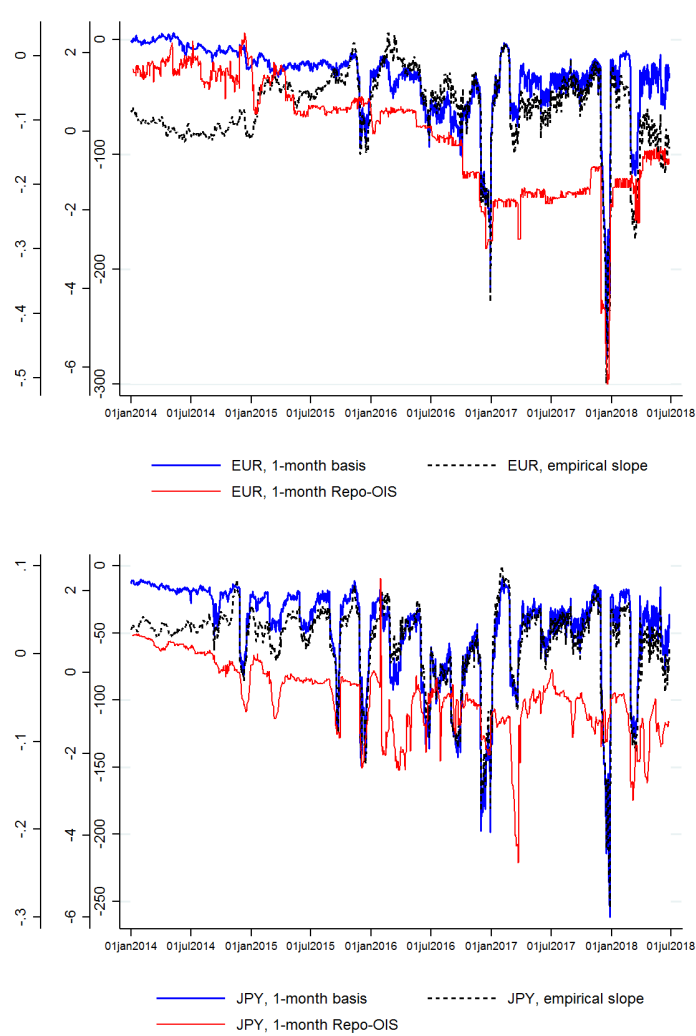 0 2 0
-.1 0 -100
-.2 -2
-.3 -4 -200
-.4
-.5 -6 -300
01jan2014 01jul2014 01jan2015 01jul2015 01jan2016 01jul2016 01jan2017 01jul2017 01jan2018 01jul2018
EUR, 1-month basis EUR, empirical slope
EUR, 1-month Repo-OIS
.1 2 0
0 0 -50
-100
-.1 -2 -150
-.2 -4 -200
-.3 -6 -250
01jan2014 01jul2014 01jan2015 01jul2015 01jan2016 01jul2016 01jan2017 01jul2017 01jan2018 01jul2018
JPY, 1-month basis JPY, empirical slope
JPY, 1-month Repo-OIS